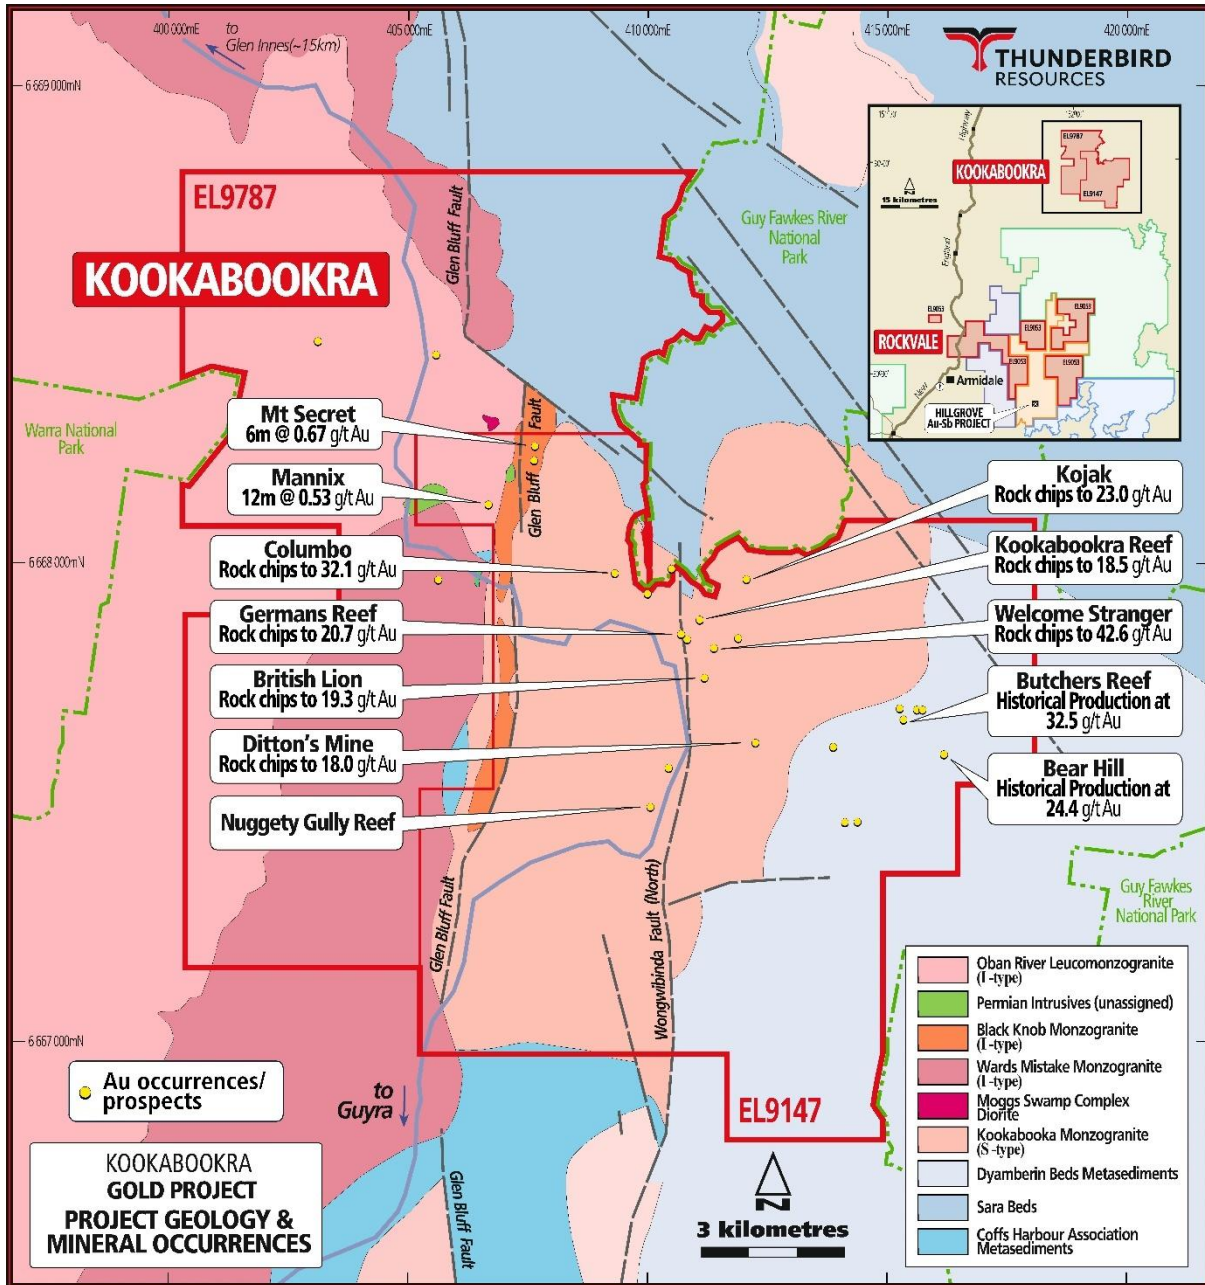 400 000mE
405 000mE
410 000mE
415 000mE
420 000mE
to
Glen Innes(~15km)
THUNDERBIRD
RESOURCES
6 669 000mN
EL9787
KOOKABOOKRA
Glen Bluff Fault
Guy Fawkes River
National
Park
Highway
EL9787
KOOKABOOKRA
EL9147
N
15 kilometres
England
EL9053
ROCKVALE
EL9053
EL9053
EL9053
New
Armidale
HILLGROVE
Au-Sb PROJECT
Warra National
Park
Mt Secret
6m @ 0.67 g/t Au
Mannix
12m @ 0.53 g/t Au
Glen Bluff Fault
Columbo
Rock chips to 32.1 g/t Au
Germans Reef
Rock chips to 20.7 g/t Au
British Lion
Rock chips to 19.3 g/t Au
Ditton's Mine
Rock chips to 18.0 g/t Au
Nuggety Gully Reef
Kojak
Rock chips to 23.0 g/t Au
Kookabookra Reef
Rock chips to 18.5 g/t Au
Welcome Stranger
Rock chips to 42.6 g/t Au
Butchers Reef
Historical Production at
32.5 g/t Au
Bear Hill
Historical Production at
24.4 g/t Au
6 668 000mN
Glen Bluff Fault
Wongwibinda Fault (North)
Guy Fawkes
River
National Park
6 667 000mN
Au occurrences/
prospects
to
Guyra
EL9147
KOOKABOOKRA
GOLD PROJECT
PROJECT GEOLOGY &
MINERAL OCCURRENCES
Glen Bluff Fault
N
3 kilometres
Oban River Leucomonzogranite
(I-type)
Permian Intrusives (unassigned)
Black Knob Monzogranite
(I-type)
Wards Mistake Monzogranite
(I-type)
Moggs Swamp Complex
Diorite
Kookabooka Monzogranite
(S-type)
Dyamberin Beds Metasediments
Sara Beds
Coffs Harbour Association
Metasediments